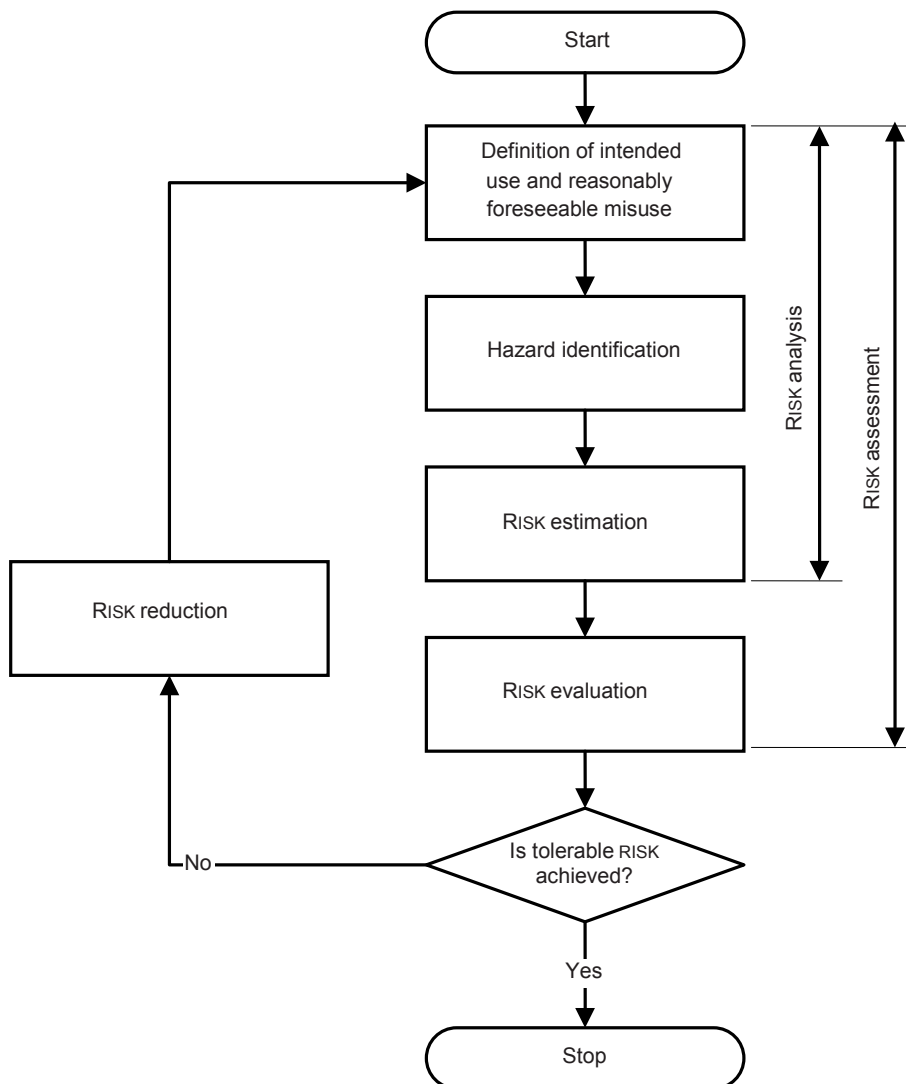 Start
Definition of intended
use and reasonably
foreseeable misuse
Hazard identification
RISK analysis
RISK assessment
RISK estimation
RISK reduction
RISK evaluation
Is tolerable RISK
achieved?
No
Yes
Stop